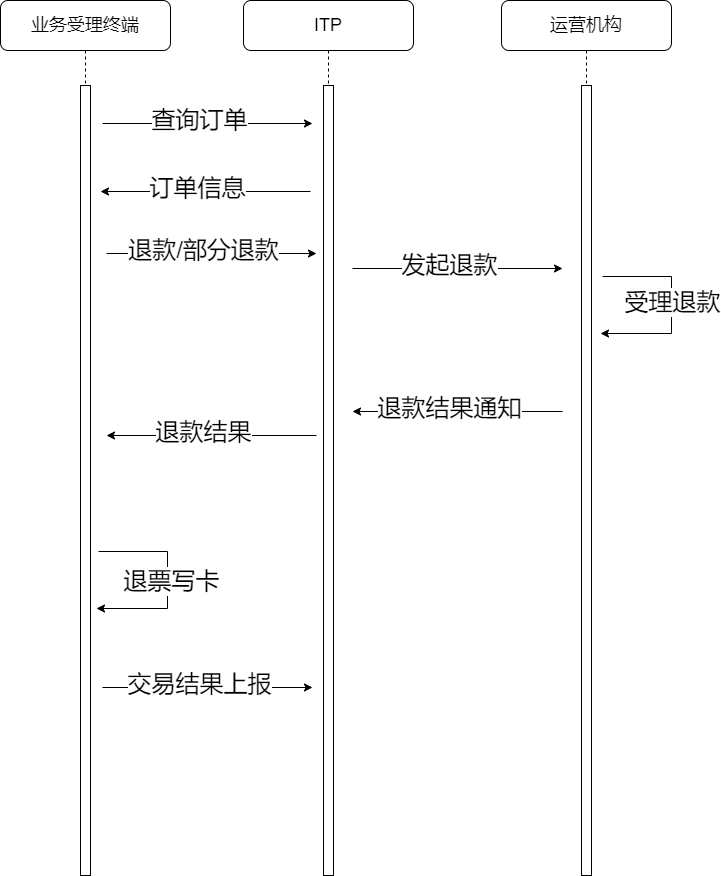 业务受理终端
ITP
运营机构
查询订单
订单信息
退款/部分退款
发起退款
受理退款
退款结果通知
退款结果
退票写卡
交易结果上报